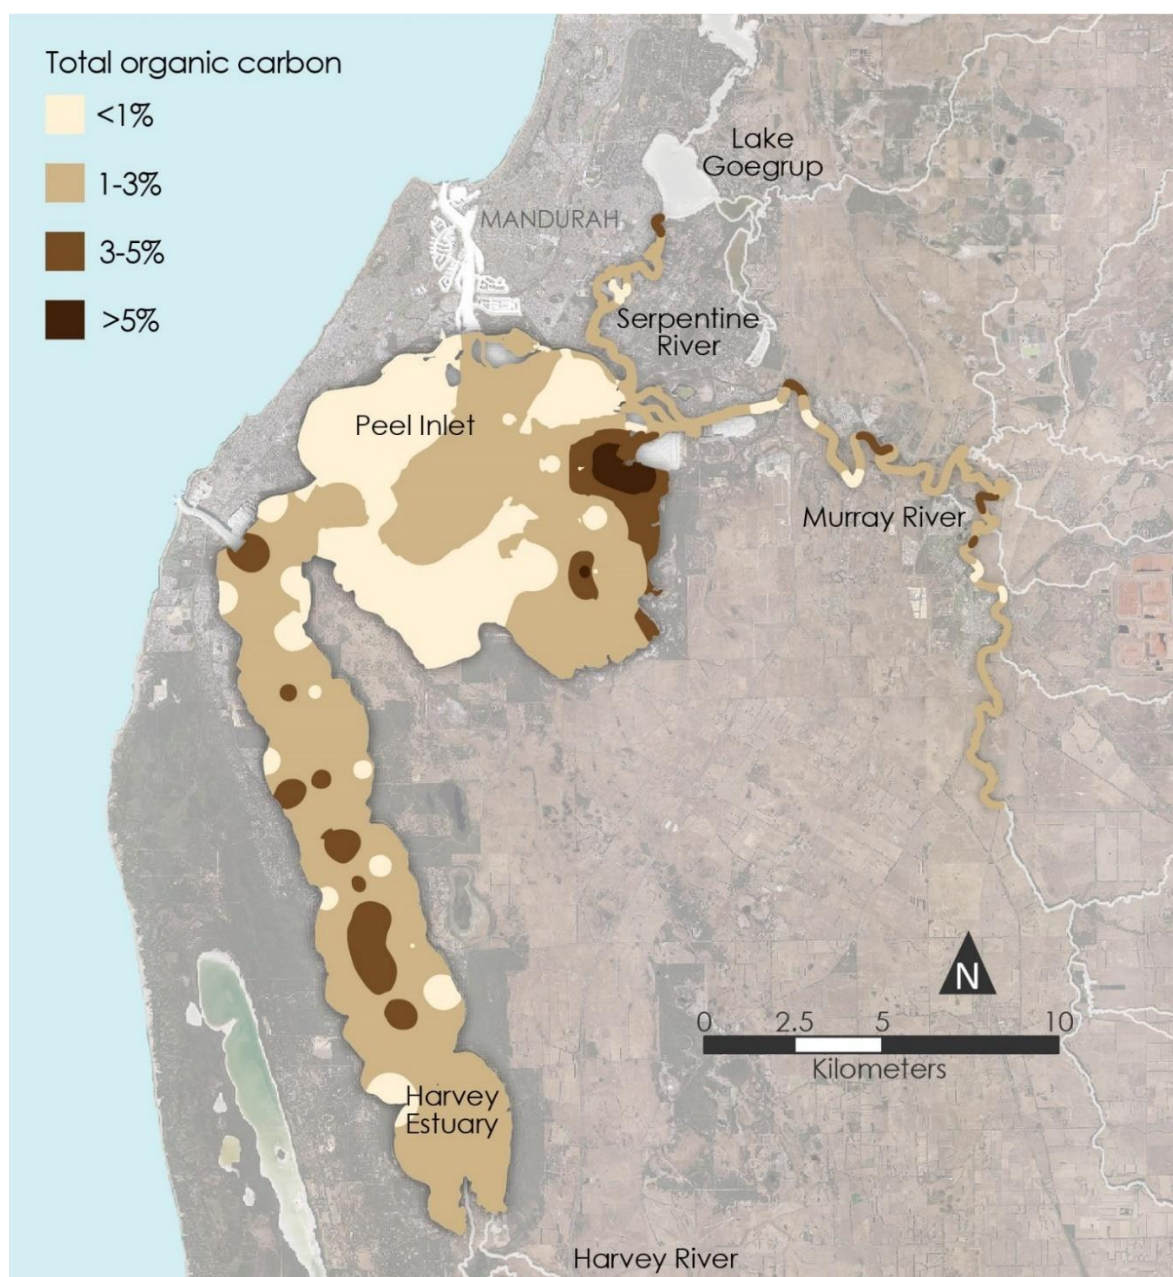 Total organic carbon
<1%
1-3%
3-5%
>5%
Lake
Goegrup
MANDURAH
Serpentine
River
Peel Inlet
Murray River
N
0 2.5 5 10
Kilometers
Harvey
Estuary
Harvey River